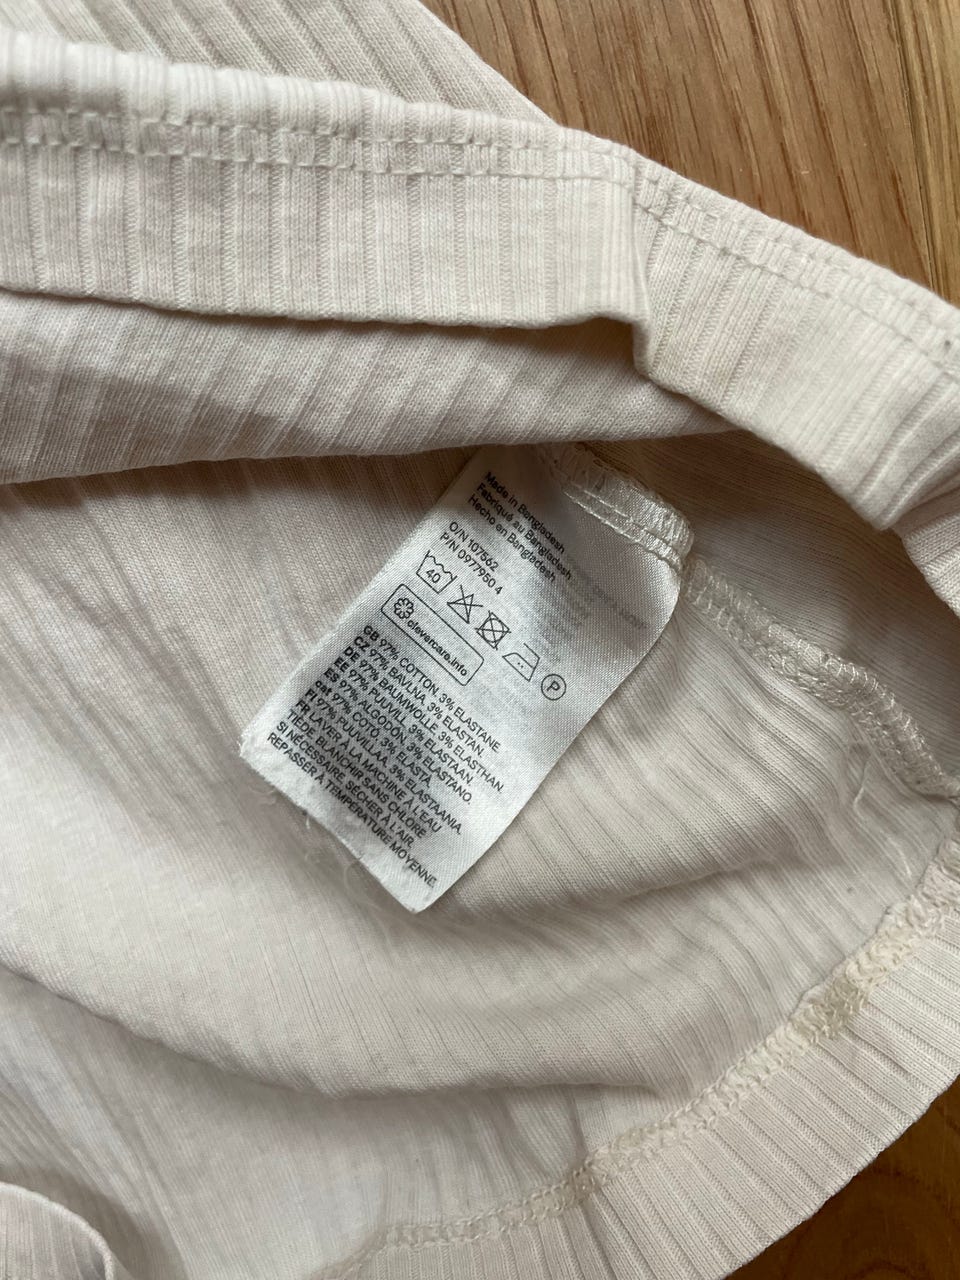 Made in Bangladesh
Fabriqué au Bangladesh
Hecho en Bangladesh
O/N 107562
P/N 0977950 4
40
P
clevercare.info
GB 97% COTTON. 3% ELASTANE
CZ 97% BAVLNA. 3% ELASTAN.
DE 97% BAUMWOLLE. 3% ELASTHAN.
EE 97% PUUVILL. 3% ELASTAAN.
ES 97% ALGODÓN. 3% ELASTANO.
cat 97% COTÓ. 3% ELASTÀ
FI 97% PUUVILLAA. 3% ELASTAANIA.
FR LAVER À LA MACHINE À L'EAU
TIÈDE. BLANCHIR SANS CHLORE
SI NÉCESSAIRE. SÉCHER À L'AIR.
REPASSER À TEMPÉRATURE MOYENNE